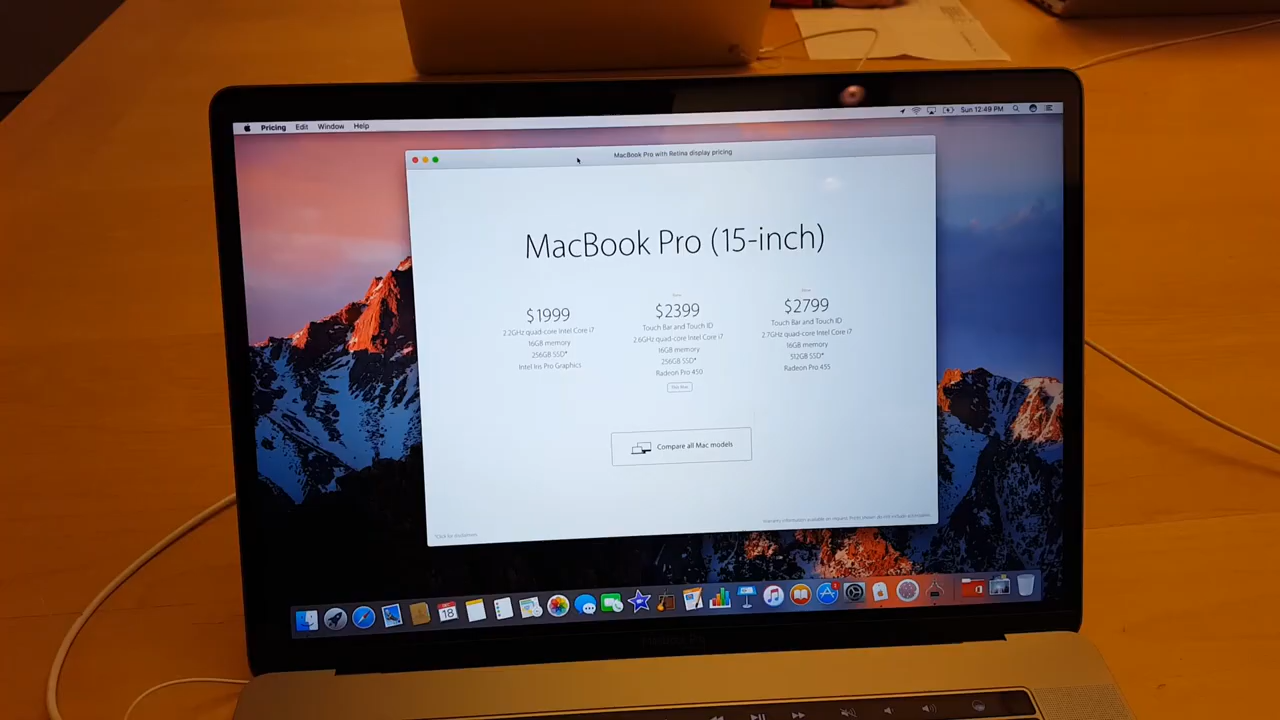 Pricing Edit Window Help
Sun 12:49 PM
MacBook Pro with Retina display pricing
MacBook Pro (15-inch)
$1999
2.2GHz quad-core Intel Core i7
16GB memory
256GB SSD*
Intel Iris Pro Graphics
$2399
Touch Bar and Touch ID
2.6GHz quad-core Intel Core i7
16GB memory
256GB SSD*
Radeon Pro 450
This Mac
$2799
Touch Bar and Touch ID
2.7GHz quad-core Intel Core i7
16GB memory
512GB SSD*
Radeon Pro 455
Compare all Mac models
18